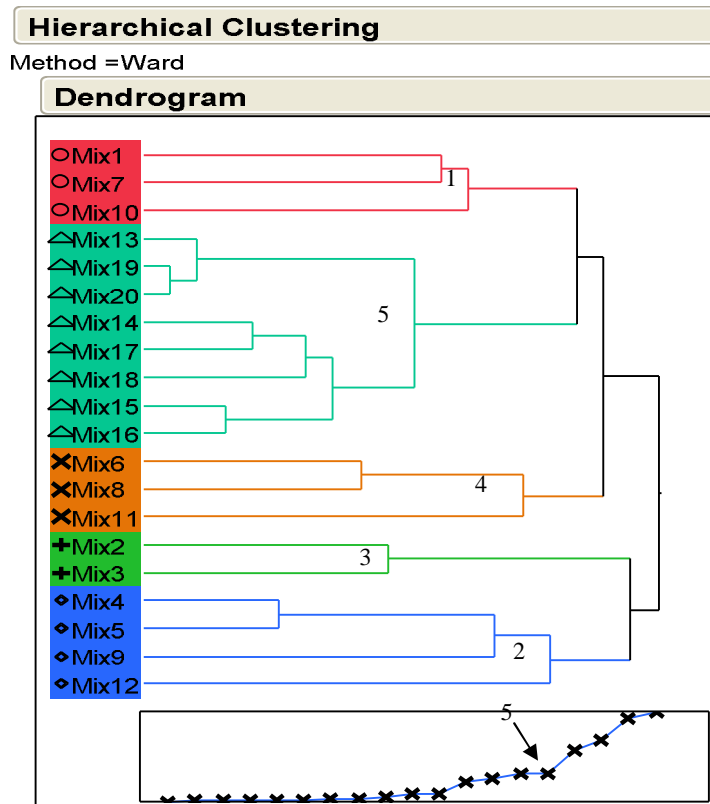 Hierarchical Clustering
Method =Ward
Dendrogram
Mix1
Mix7
1
Mix10
Mix13
Mix19
Mix20
5
Mix14
Mix17
Mix18
Mix15
Mix16
Mix6
Mix8
4
Mix11
Mix2
3
Mix3
Mix4
Mix5
2
Mix9
Mix12
5